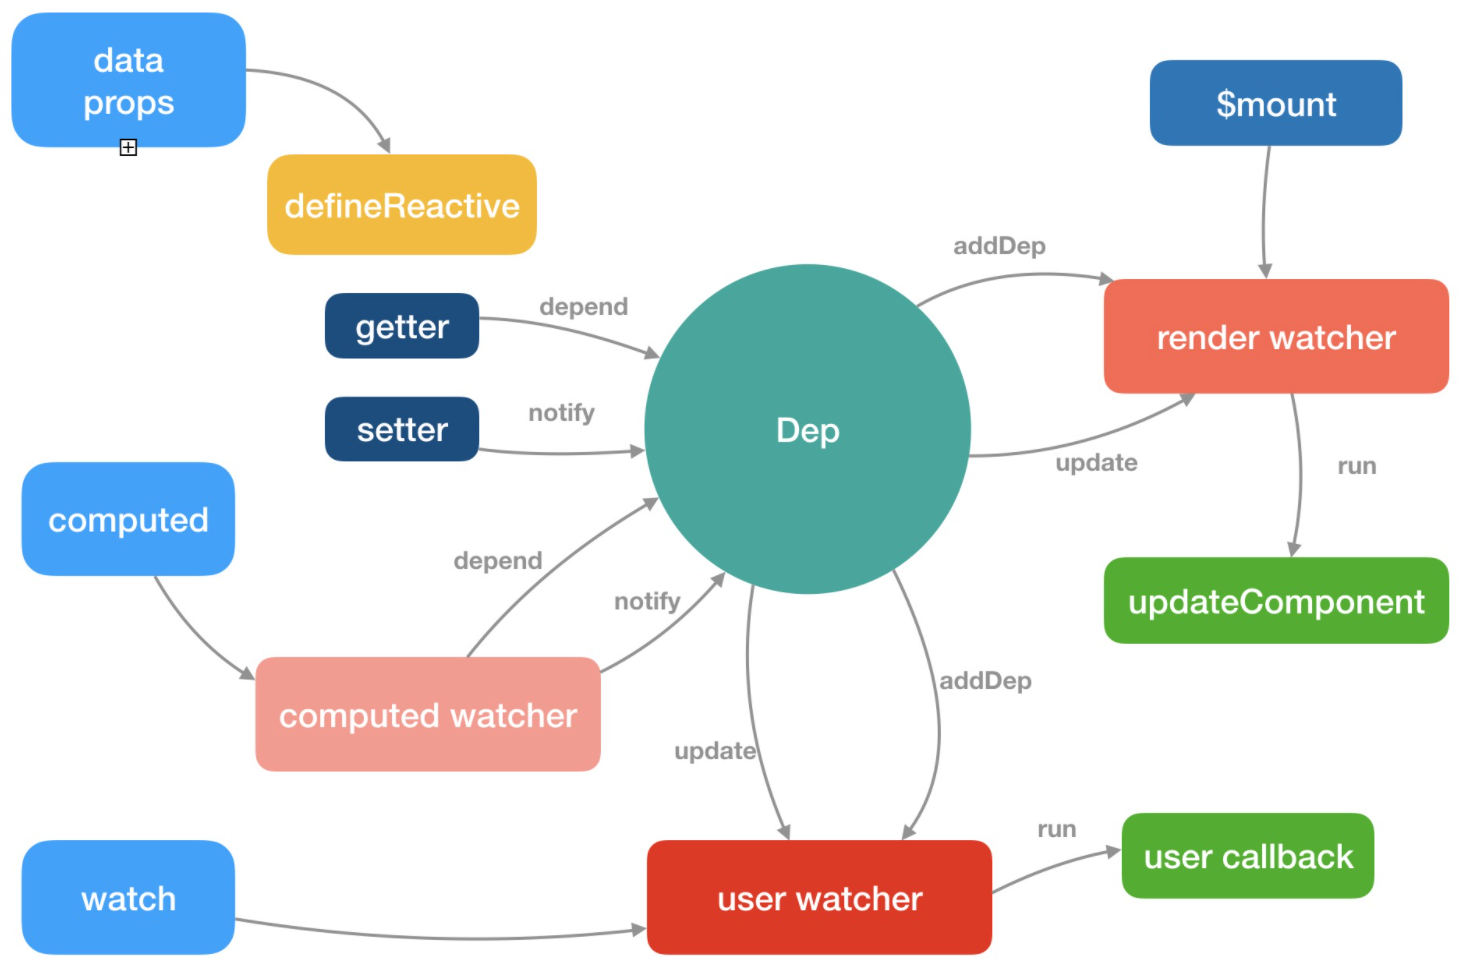 data
props
$mount
defineReactive
addDep
depend
getter
render watcher
notify
setter
Dep
update
run
computed
depend
notify
updateComponent
addDep
computed watcher
update
run
user callback
watch
user watcher